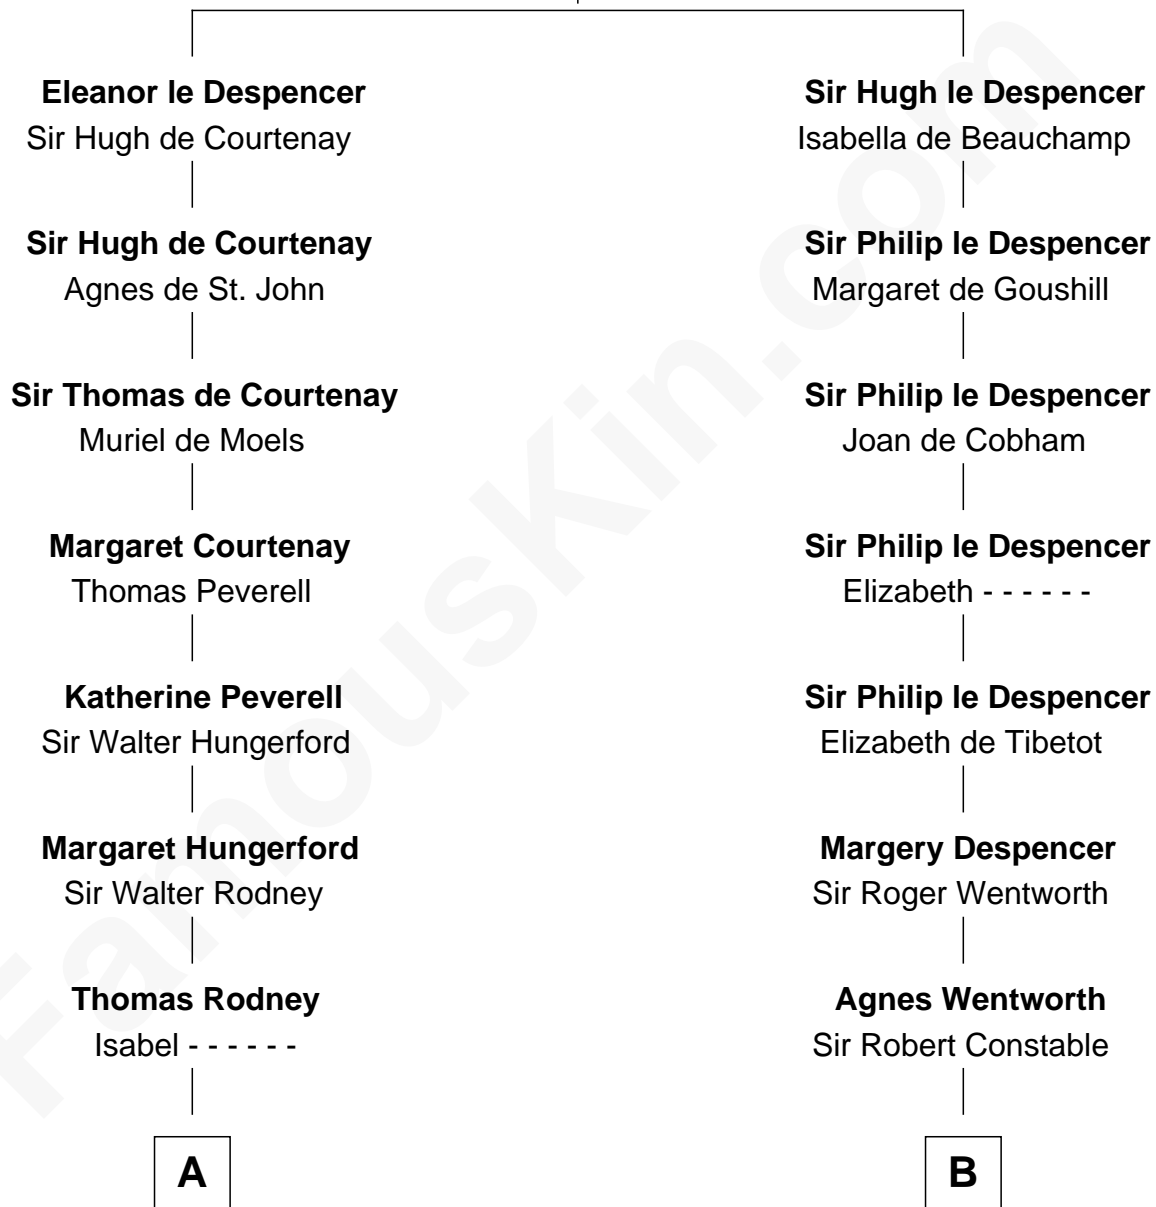 Eleanor le Despencer
Sir Hugh de Courtenay
Sir Hugh de Courtenay
Agnes de St. John
Sir Thomas de Courtenay
Muriel de Moels
Margaret Courtenay
Thomas Peverell
Katherine Peverell
Sir Walter Hungerford
Margaret Hungerford
Sir Walter Rodney
Thomas Rodney
Isabel - - - - - -
A
Sir Hugh le Despencer
Isabella de Beauchamp
Sir Philip le Despencer
Margaret de Goushill
Sir Philip le Despencer
Joan de Cobham
Sir Philip le Despencer
Elizabeth - - - - - -
Sir Philip le Despencer
Elizabeth de Tibetot
Margery Despencer
Sir Roger Wentworth
Agnes Wentworth
Sir Robert Constable
B
FamousKin.com